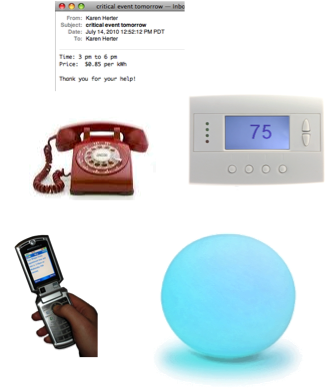 critical event tomorrow — Inbo
From: Karen Herter
Subject: critical event tomorrow
Date: July 14, 2010 12:52:12 PM PDT
To: Karen Herter
Time: 3 pm to 6 pm
Price: $0.85 per kWh
Thank you for your help!
75